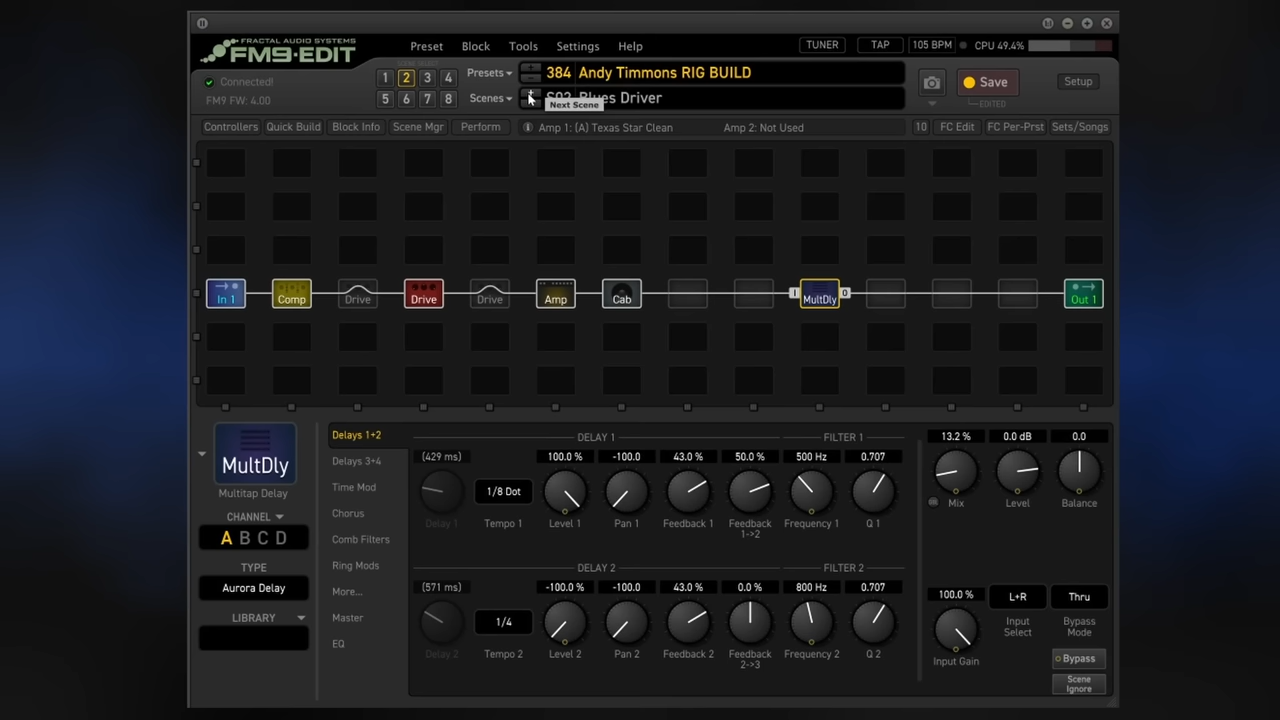 FRACTAL AUDIO SYSTEMS
FM9-EDIT
Preset Block Tools Settings Help
TUNER TAP 105 BPM CPU 49.4%
Connected!
FM9 FW: 4.00
SCENE SELECT
1 2 3 4
5 6 7 8
Presets 384 Andy Timmons RIG BUILD
Scenes S02 Blues Driver
Next Scene
Save
EDITED
Setup
Controllers Quick Build Block Info Scene Mgr Perform
Amp 1: (A) Texas Star Clean Amp 2: Not Used
10 FC Edit FC Per-Prst Sets/Songs
In 1 Comp Drive Drive Drive Amp Cab I MultDly O Out 1
MultDly
Multitap Delay
CHANNEL
A B C D
TYPE
Aurora Delay
LIBRARY
Delays 1+2
Delays 3+4
Time Mod
Chorus
Comb Filters
Ring Mods
More...
Master
EQ
DELAY 1 FILTER 1
(429 ms) 100.0 % -100.0 43.0 % 50.0 % 500 Hz 0.707
1/8 Dot
Delay 1 Tempo 1 Level 1 Pan 1 Feedback 1 Feedback 1->2 Frequency 1 Q 1
DELAY 2 FILTER 2
(571 ms) -100.0 % -100.0 43.0 % 0.0 % 800 Hz 0.707
1/4
Delay 2 Tempo 2 Level 2 Pan 2 Feedback 2 Feedback 2->3 Frequency 2 Q 2
13.2 % 0.0 dB 0.0
Mix Level Balance
100.0 % L+R Thru
Input Gain Input Select Bypass Mode
Bypass
Scene Ignore